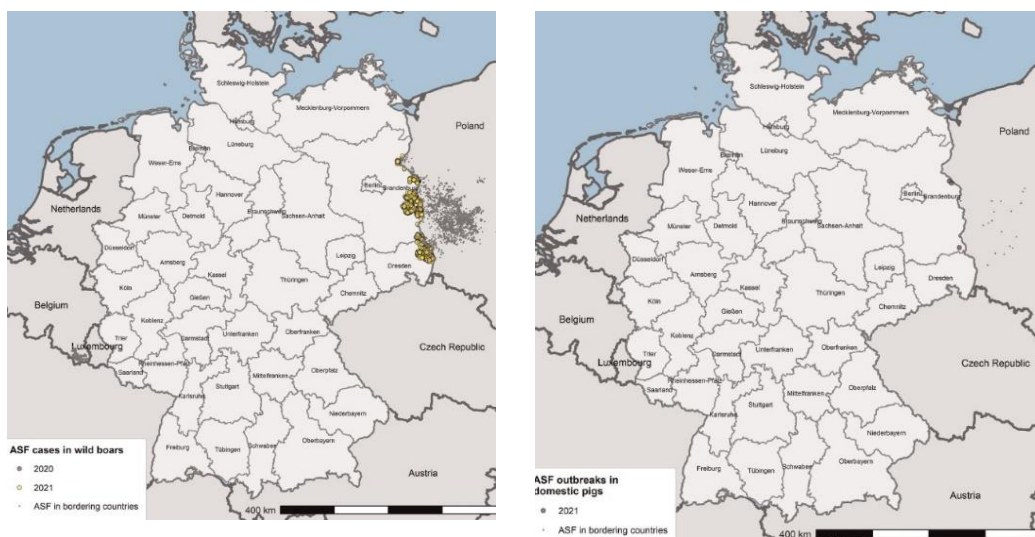 Schleswig-Holstein
Mecklenburg-Vorpommern
Hamburg
Poland
Lüneburg
Bremen
Weser-Ems
Berlin
Brandenburg
Hannover
Netherlands
Braunschweig
Sachsen-Anhalt
Münster
Detmold
Düsseldorf
Leipzig
Arnsberg
Kassel
Dresden
Köln
Thüringen
Gießen
Chemnitz
Belgium
Koblenz
Trier
Unterfranken
Oberfranken
Luxembourg
Darmstadt
Czech Republic
Rheinhessen-Pfalz
Saarland
Mittelfranken
Oberpfalz
Stuttgart
Karlsruhe
Niederbayern
Freiburg
Tübingen
Schwaben
Oberbayern
ASF cases in wild boars
2020
2021
ASF in bordering countries
Austria
400 km
Schleswig-Holstein
Mecklenburg-Vorpommern
Hamburg
Poland
Lüneburg
Bremen
Weser-Ems
Berlin
Brandenburg
Hannover
Netherlands
Braunschweig
Sachsen-Anhalt
Münster
Detmold
Düsseldorf
Leipzig
Arnsberg
Kassel
Dresden
Köln
Thüringen
Gießen
Chemnitz
Belgium
Koblenz
Trier
Unterfranken
Oberfranken
Luxembourg
Darmstadt
Czech Republic
Rheinhessen-Pfalz
Saarland
Mittelfranken
Oberpfalz
Stuttgart
Karlsruhe
Niederbayern
Freiburg
Tübingen
Schwaben
Oberbayern
ASF outbreaks in
domestic pigs
2021
ASF in bordering countries
Austria
400 km